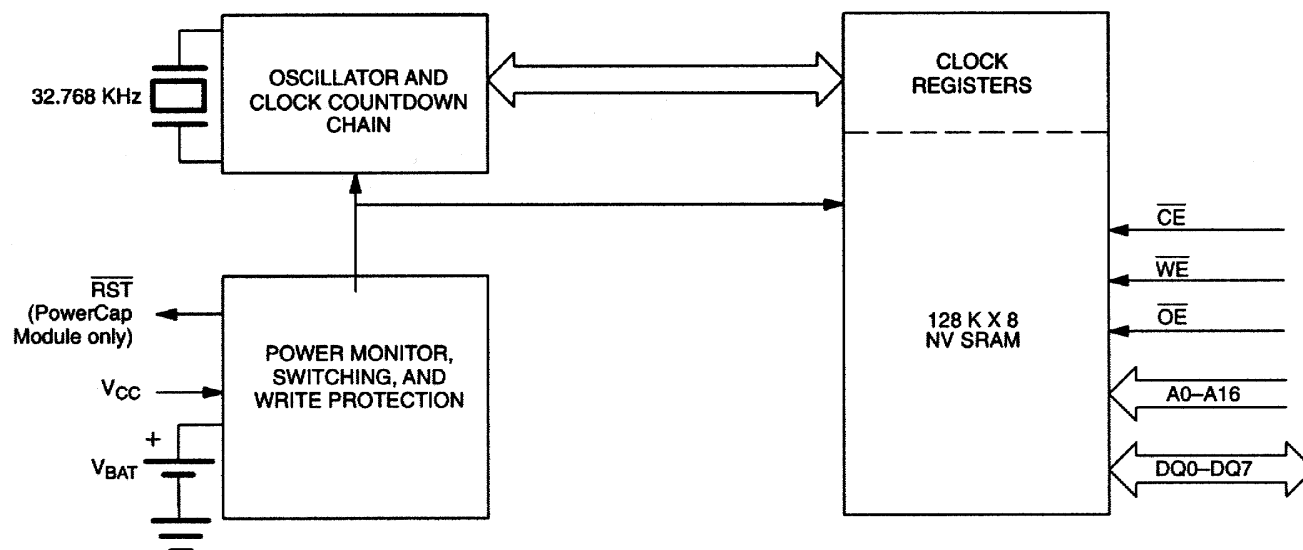 32.768 KHz
OSCILLATOR AND
CLOCK COUNTDOWN
CHAIN
CLOCK
REGISTERS
RST
(PowerCap
Module only)
VCC
+
VBAT
POWER MONITOR,
SWITCHING, AND
WRITE PROTECTION
128 K X 8
NV SRAM
CE
WE
OE
A0–A16
DQ0–DQ7